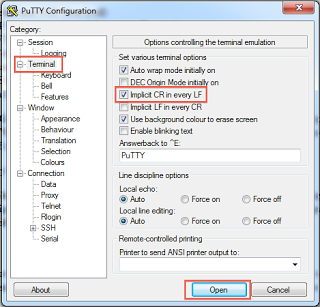 PuTTY Configuration
Category:
Session
Logging
Terminal
Keyboard
Bell
Features
Window
Appearance
Behaviour
Translation
Selection
Colours
Connection
Data
Proxy
Telnet
Rlogin
SSH
Serial
Options controlling the terminal emulation
Set various terminal options
Auto wrap mode initially on
DEC Origin Mode initially on
Implicit CR in every LF
Implicit LF in every CR
Use background colour to erase screen
Enable blinking text
Answerback to ^E:
PuTTY
Line discipline options
Local echo:
Auto Force on Force off
Local line editing:
Auto Force on Force off
Remote-controlled printing
Printer to send ANSI printer output to:
About Open Cancel